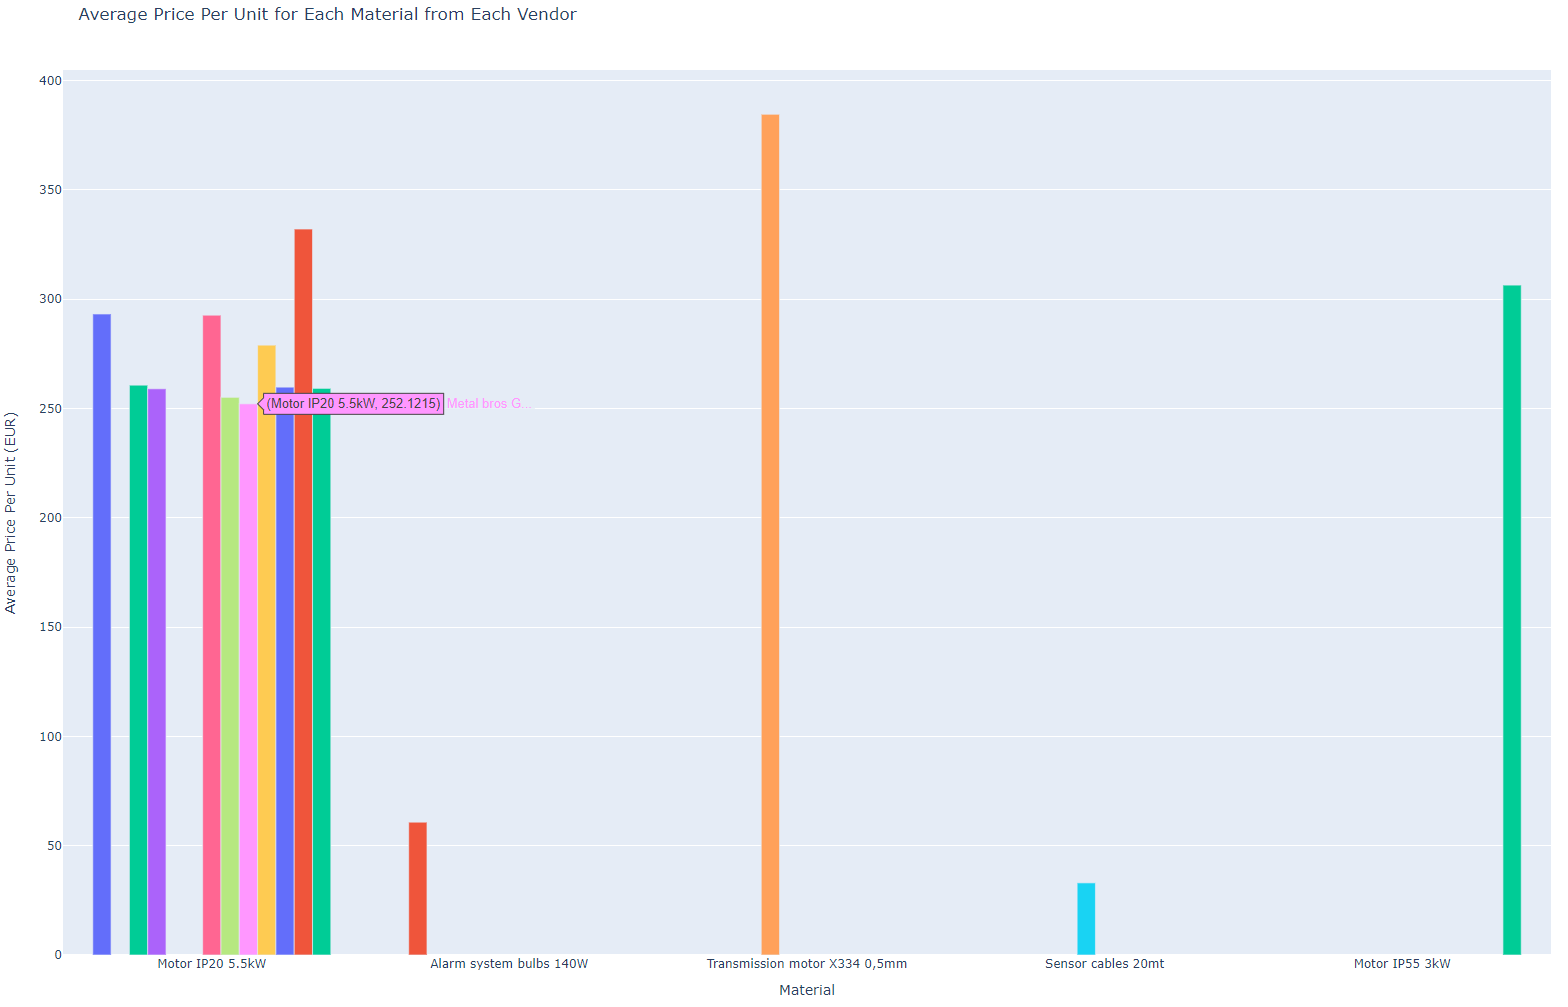 Average Price Per Unit for Each Material from Each Vendor
400
350
300
250
200
150
100
50
0
Average Price Per Unit (EUR)
(Motor IP20 5.5kW, 252.1215) Metal bros G...
Motor IP20 5.5kW
Alarm system bulbs 140W
Transmission motor X334 0,5mm
Sensor cables 20mt
Motor IP55 3kW
Material